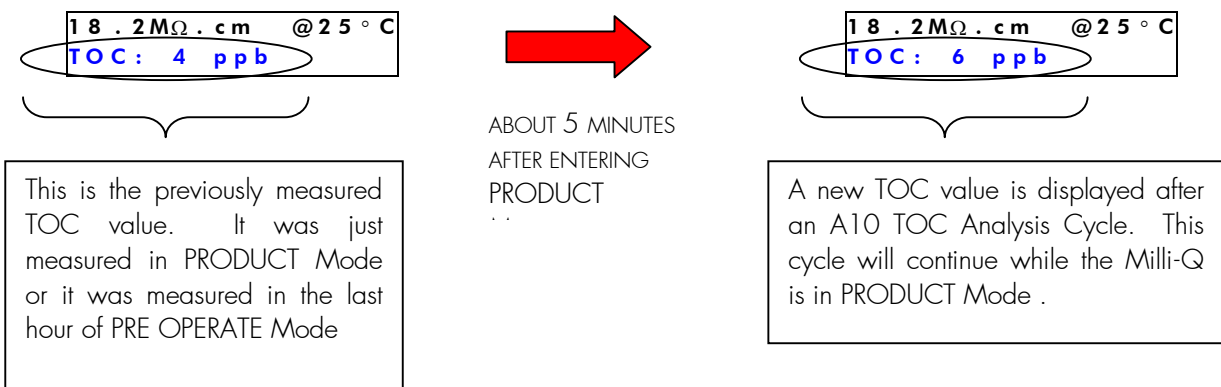 18.2MΩ.cm @25°C
TOC: 4 ppb
This is the previously measured
TOC value. It was just
measured in PRODUCT Mode
or it was measured in the last
hour of PRE OPERATE Mode
ABOUT 5 MINUTES
AFTER ENTERING
PRODUCT
18.2MΩ.cm @25°C
TOC: 6 ppb
A new TOC value is displayed after
an A10 TOC Analysis Cycle. This
cycle will continue while the Milli-Q
is in PRODUCT Mode .